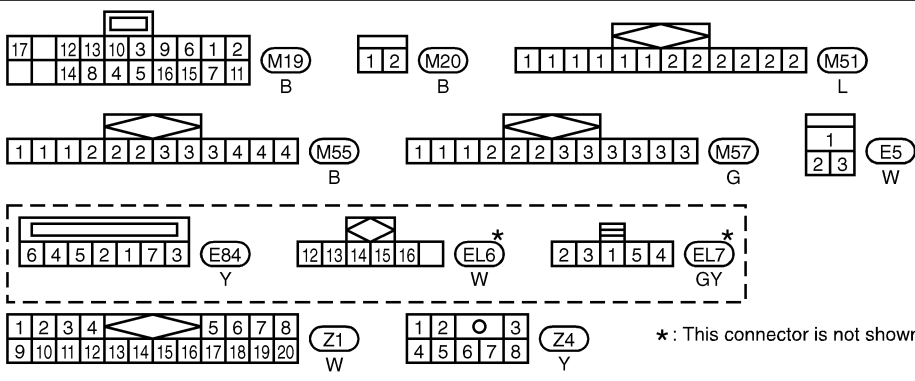 17 12 13 10 3 9 6 1 2
14 8 4 5 16 15 7 11
M19
B
1 2
M20
B
1 1 1 1 1 1 2 2 2 2 2 2
M51
L
1 1 1 2 2 2 3 3 3 4 4 4
M55
B
1 1 1 2 2 2 3 3 3 3 3 3
M57
G
1
2 3
E5
W
6 4 5 2 1 7 3
E84
Y
12 13 14 15 16
*
EL6
W
2 3 1 5 4
*
EL7
GY
1 2 3 4 5 6 7 8
9 10 11 12 13 14 15 16 17 18 19 20
Z1
W
1 2 3
4 5 6 7 8
Z4
Y
* : This connector is not shown